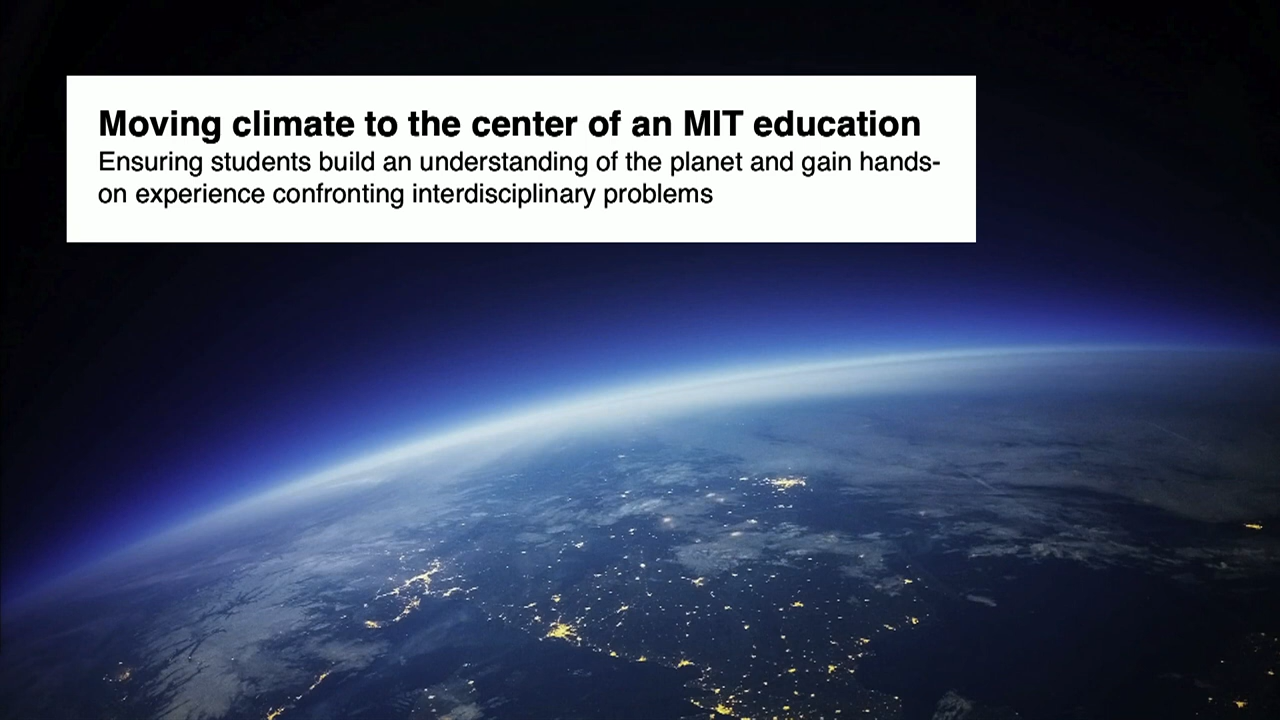 Moving climate to the center of an MIT education
Ensuring students build an understanding of the planet and gain hands-
on experience confronting interdisciplinary problems